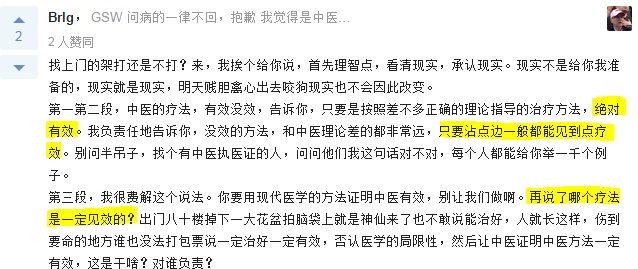 2
Brlg， GSW 问病的一律不回，抱歉 我觉得是中医…
2 人赞同
找上门的架打还是不打？来，我挨个给你说，首先理智点，看清现实，承认现实。现实不是给你我准
备的，现实就是现实，明天贱胆龛心出去咬狗现实也不会因此改变。
第一第二段，中医的疗法，有效没效，告诉你，只要是按照差不多正确的理论指导的治疗方法，绝对
有效。我负责任地告诉你，没效的方法，和中医理论差的都非常远，只要沾点边一般都能见到点疗
效。别问半吊子，找个有中医执医证的人，问问他们我这句话对不对，每个人都能给你举一千个例
子。
第三段，我很费解这个说法。你要用现代医学的方法证明中医有效，别让我们做啊。再说了哪个疗法
是一定见效的？出门八十楼掉下一大花盆拍脑袋上就是神仙来了也不敢说能治好，人就长这样，伤到
要命的地方谁也没法打包票说一定治好一定有效，否认医学的局限性，然后让中医证明中医方法一定
有效，这是干啥？对谁负责？